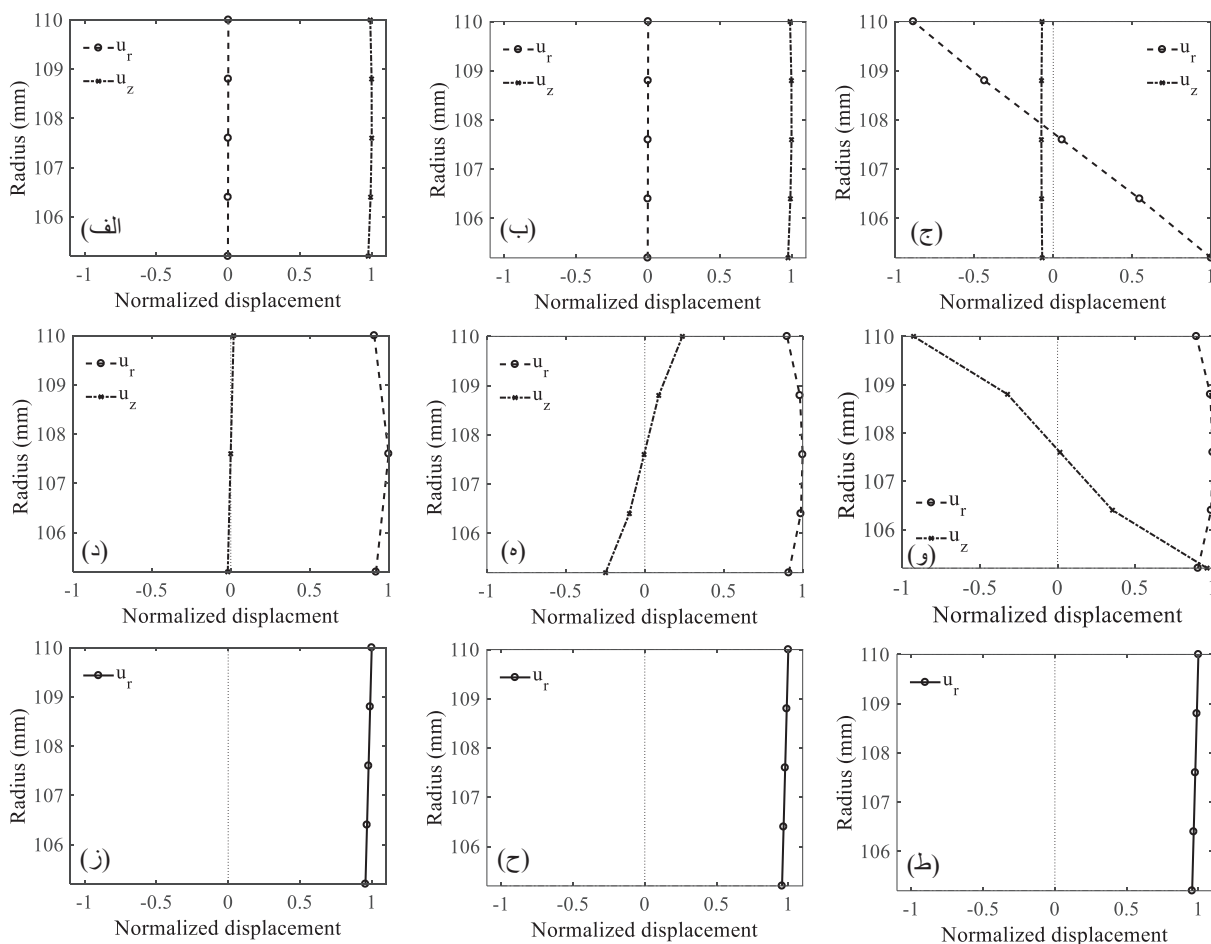 110
109
108
107
106
Radius (mm)
u_r
u_z
الف)
-1 -0.5 0 0.5 1
Normalized displacement
110
109
108
107
106
Radius (mm)
u_r
u_z
ب)
-1 -0.5 0 0.5 1
Normalized displacement
110
109
108
107
106
Radius (mm)
u_r
u_z
ج)
-1 -0.5 0 0.5 1
Normalized displacement
110
109
108
107
106
Radius (mm)
u_r
u_z
د)
-1 -0.5 0 0.5 1
Normalized displacment
110
109
108
107
106
Radius (mm)
u_r
u_z
ه)
-1 -0.5 0 0.5 1
Normalized displacement
110
109
108
107
106
Radius (mm)
u_r
u_z
و)
-1 -0.5 0 0.5 1
Normalized displacement
110
109
108
107
106
Radius (mm)
u_r
ز)
-1 -0.5 0 0.5 1
Normalized displacement
110
109
108
107
106
Radius (mm)
u_r
ح)
-1 -0.5 0 0.5 1
Normalized displacement
110
109
108
107
106
Radius (mm)
u_r
ط)
-1 -0.5 0 0.5 1
Normalized displacement